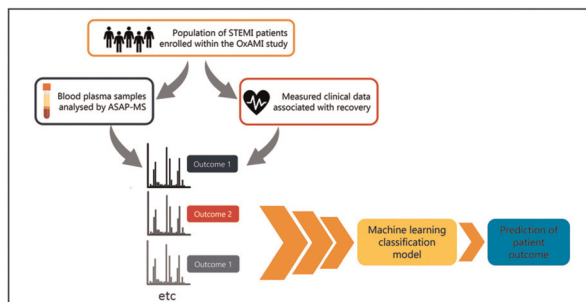 Population of STEMI patients
enrolled within the OxAMI study
Blood plasma samples
analysed by ASAP-MS
Measured clinical data
associated with recovery
Outcome 1
Outcome 2
Outcome 1
etc
Machine learning
classification
model
Prediction of
patient
outcome